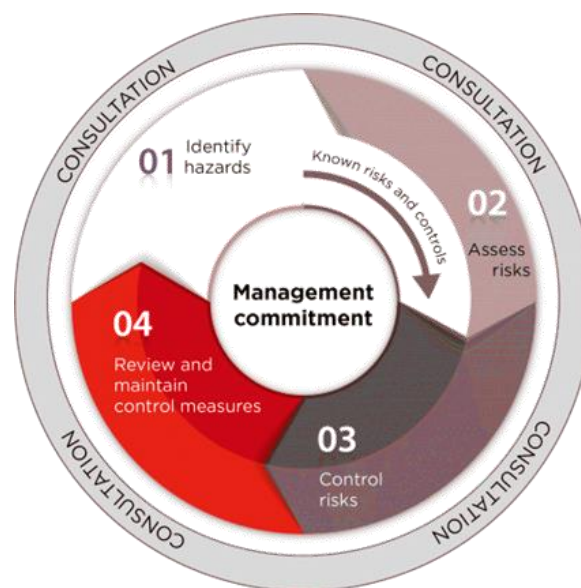 CONSULTATION
CONSULTATION
01
Identify
hazards
Known risks and controls
02
Assess
risks
Management
commitment
04
Review and
maintain
control measures
03
Control
risks
CONSULTATION
CONSULTATION